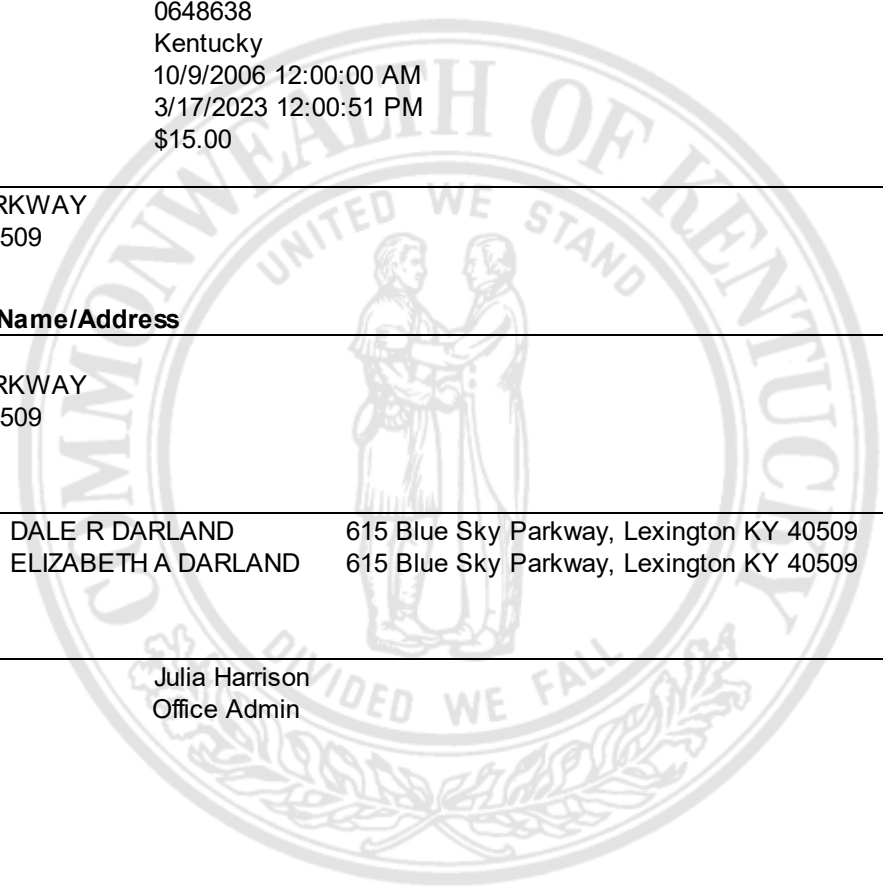 0648638
Kentucky
10/9/2006 12:00:00 AM
3/17/2023 12:00:51 PM
$15.00
RKWAY
509
Name/Address
RKWAY
509
DALE R DARLAND 615 Blue Sky Parkway, Lexington KY 40509
ELIZABETH A DARLAND 615 Blue Sky Parkway, Lexington KY 40509
Julia Harrison
Office Admin
COMMONWEALTH OF KENTUCKY
UNITED WE STAND
DIVIDED WE FALL